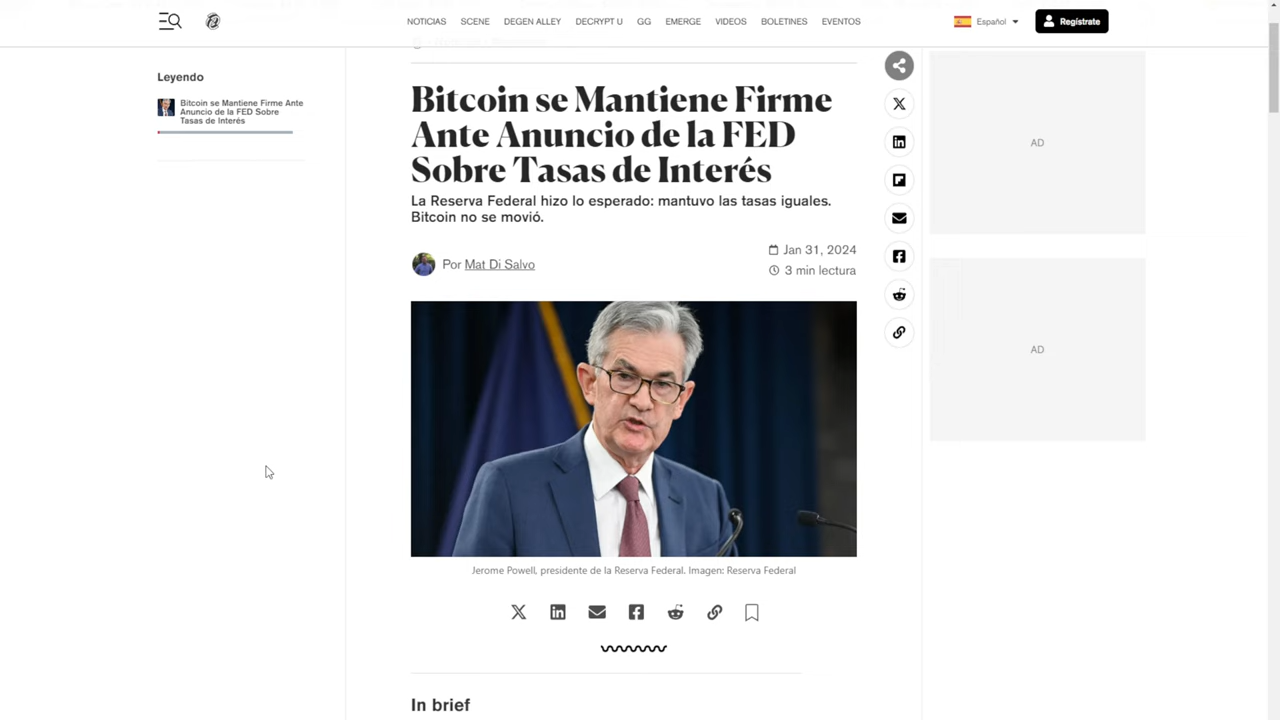 NOTICIAS SCENE DEGEN ALLEY DECRYPT U GG EMERGE VIDEOS BOLETINES EVENTOS
Español
Regístrate
Leyendo
Bitcoin se Mantiene Firme Ante
Anuncio de la FED Sobre
Tasas de Interés
Bitcoin se Mantiene Firme
Ante Anuncio de la FED
Sobre Tasas de Interés
La Reserva Federal hizo lo esperado: mantuvo las tasas iguales.
Bitcoin no se movió.
Por Mat Di Salvo
Jan 31, 2024
3 min lectura
Jerome Powell, presidente de la Reserva Federal. Imagen: Reserva Federal
In brief
AD
AD